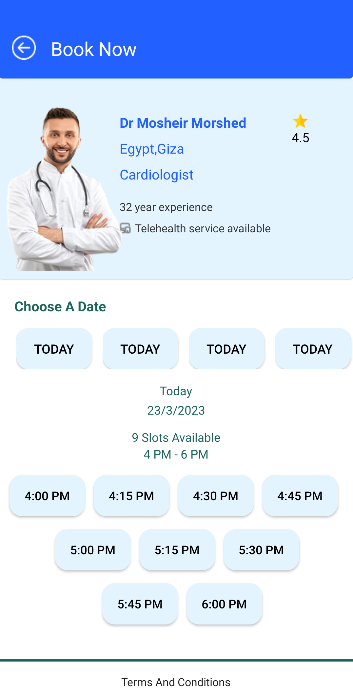 Book Now
Dr Mosheir Morshed
4.5
Egypt,Giza
Cardiologist
32 year experience
Telehealth service available
Choose A Date
TODAY TODAY TODAY TODAY
Today
23/3/2023
9 Slots Available
4 PM - 6 PM
4:00 PM 4:15 PM 4:30 PM 4:45 PM
5:00 PM 5:15 PM 5:30 PM
5:45 PM 6:00 PM
Terms And Conditions